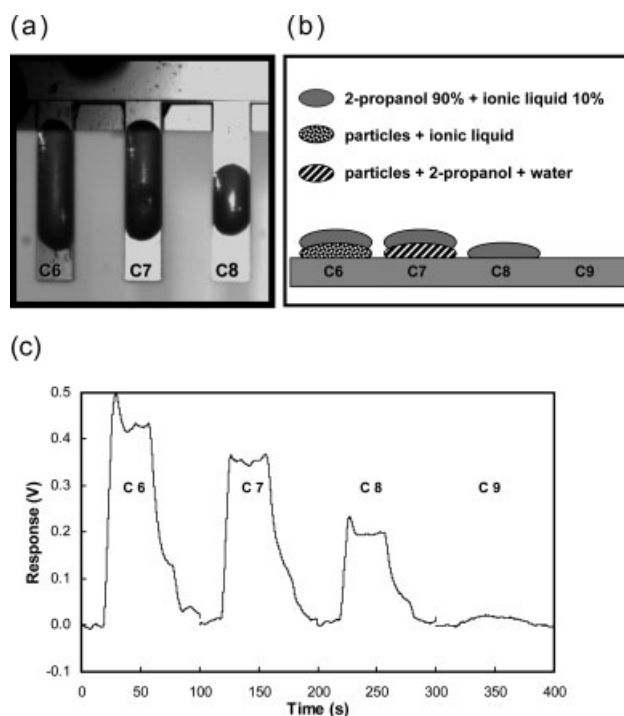 (a)
(b)
C6
C7
C8
2-propanol 90% + ionic liquid 10%
particles + ionic liquid
particles + 2-propanol + water
C6
C7
C8
C9
(c)
Response (V)
0.5
0.4
0.3
0.2
0.1
0.0
-0.1
C 6
C 7
C 8
C 9
0
50
100
150
200
250
300
350
400
Time (s)